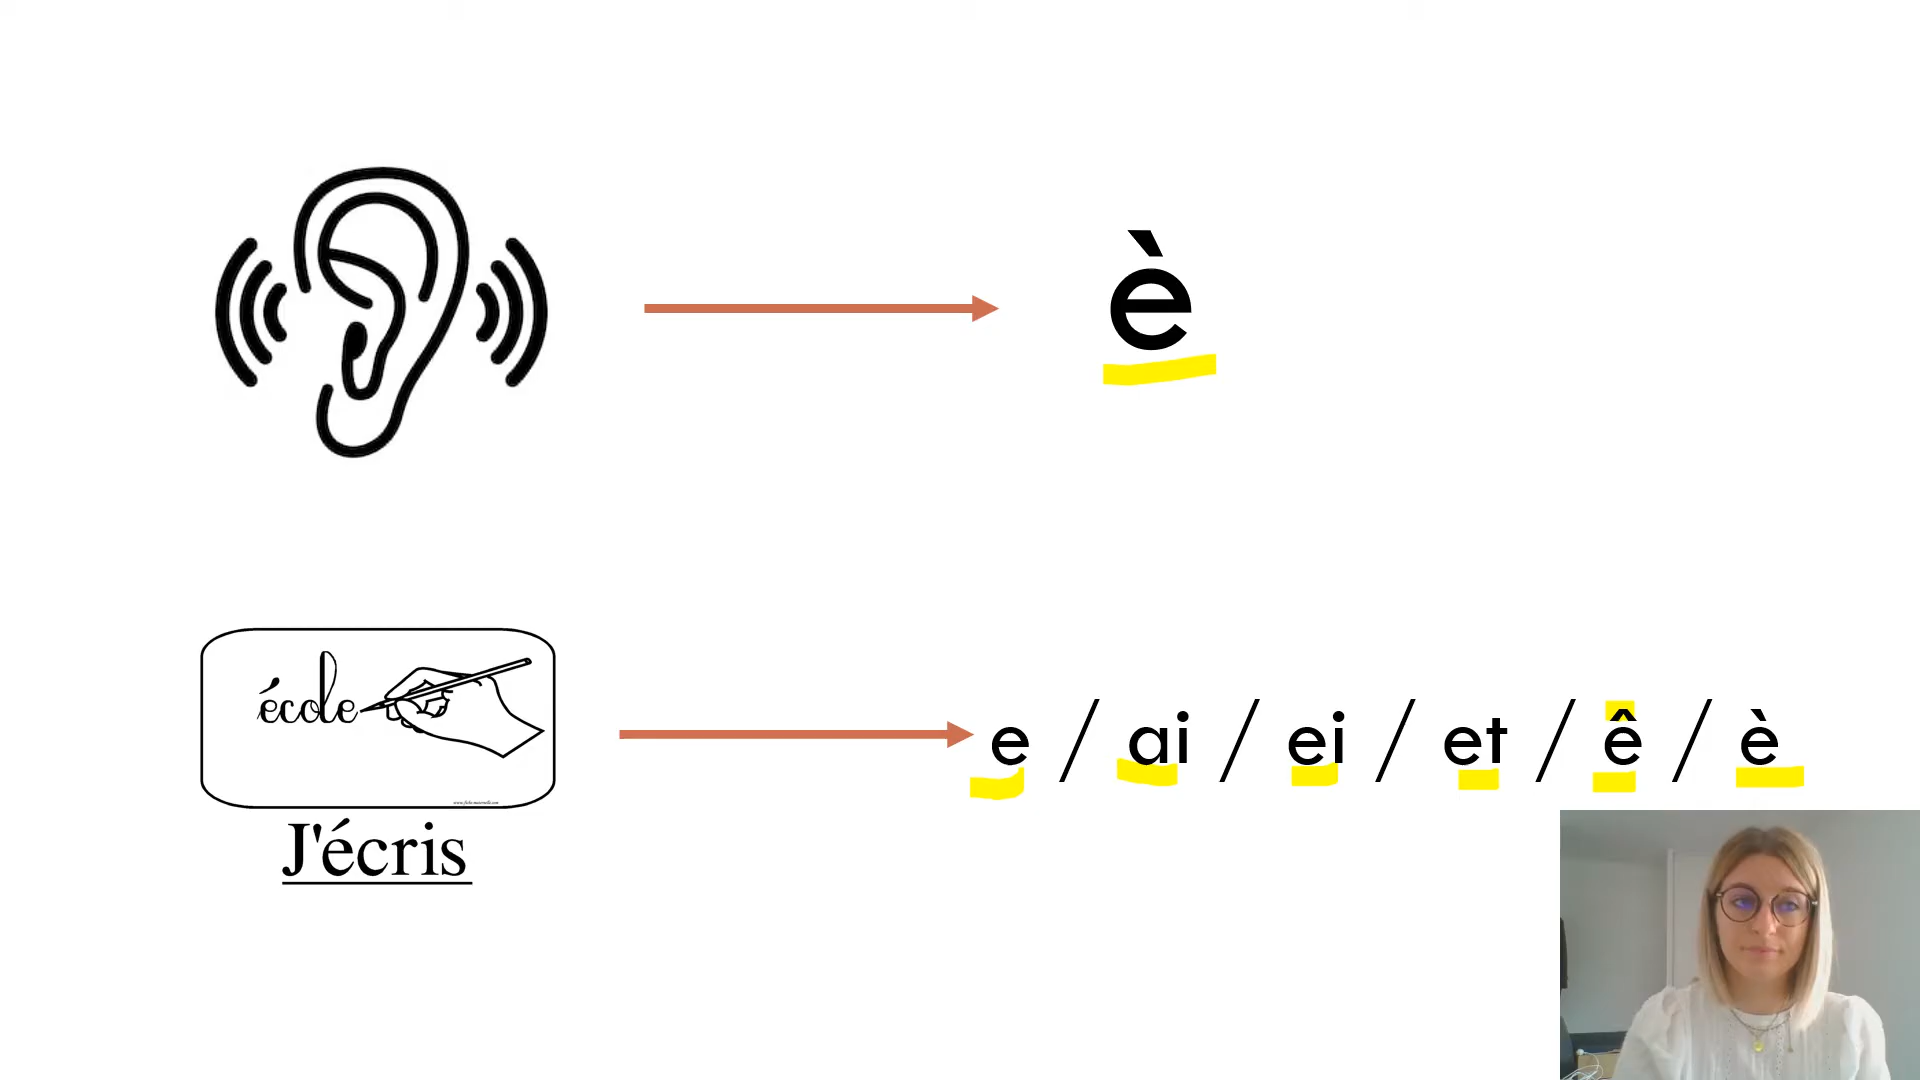 è
école
e / ai / ei / et / ê / è
J'écris